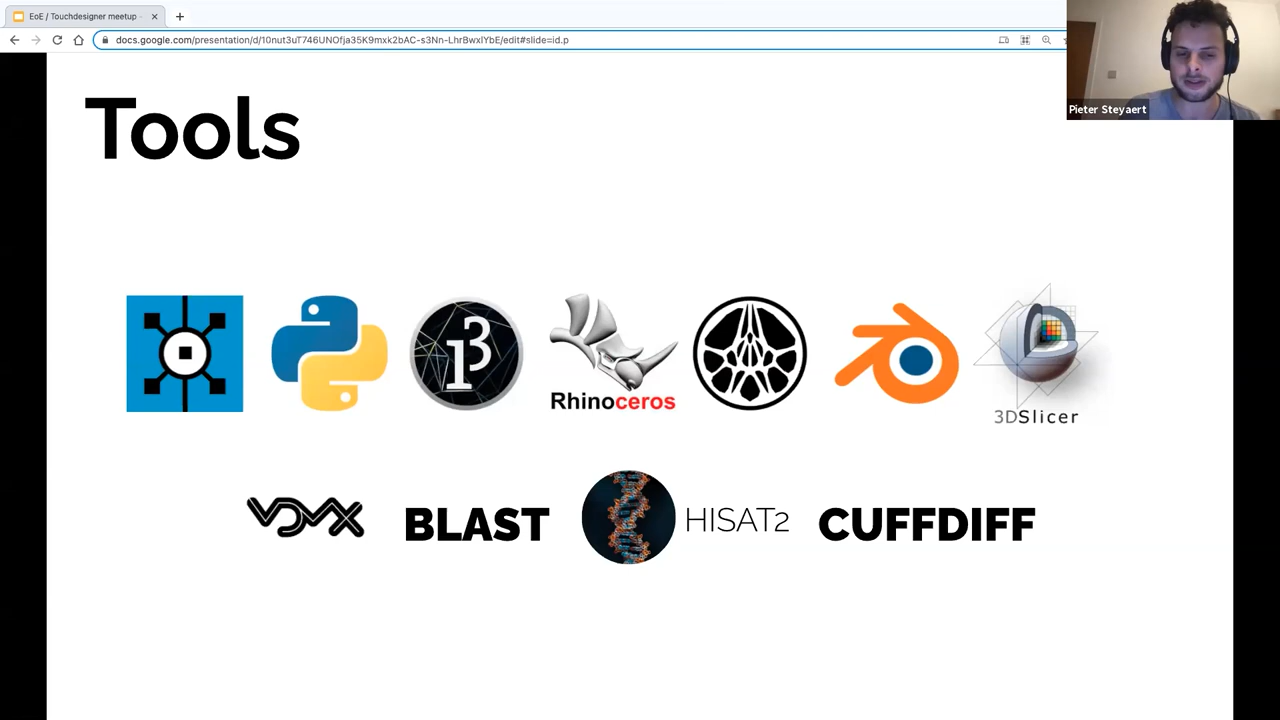 EoE / Touchdesigner meetup
docs.google.com/presentation/d/10nut3uT746UNOfja35K9mxk2bAC-s3Nn-LhrBwxlYbE/edit#slide=id.p
Pieter Steyaert
Tools
13
Rhinoceros
3DSlicer
VDMX
BLAST
HISAT2
CUFFDIFF